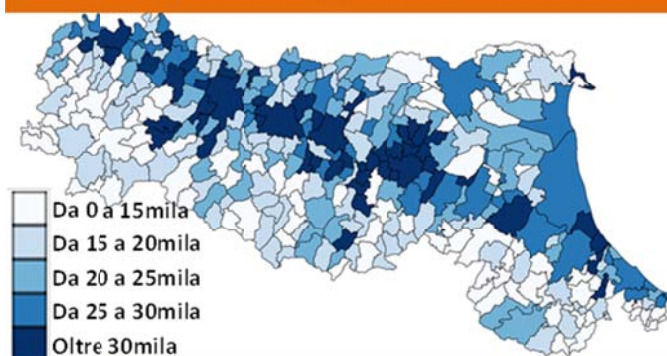 Da 0 a 15mila
Da 15 a 20mila
Da 20 a 25mila
Da 25 a 30mila
Oltre 30mila